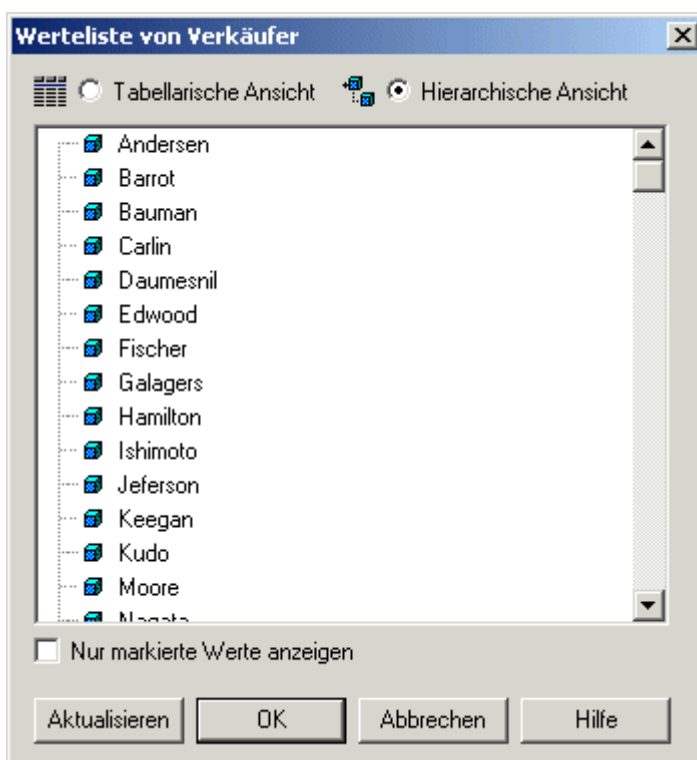 Werteliste von Verkäufer
Tabellarische Ansicht Hierarchische Ansicht
Andersen
Barrot
Bauman
Carlin
Daumesnil
Edwood
Fischer
Galagers
Hamilton
Ishimoto
Jeferson
Keegan
Kudo
Moore
Nagata
Nur markierte Werte anzeigen
Aktualisieren OK Abbrechen Hilfe